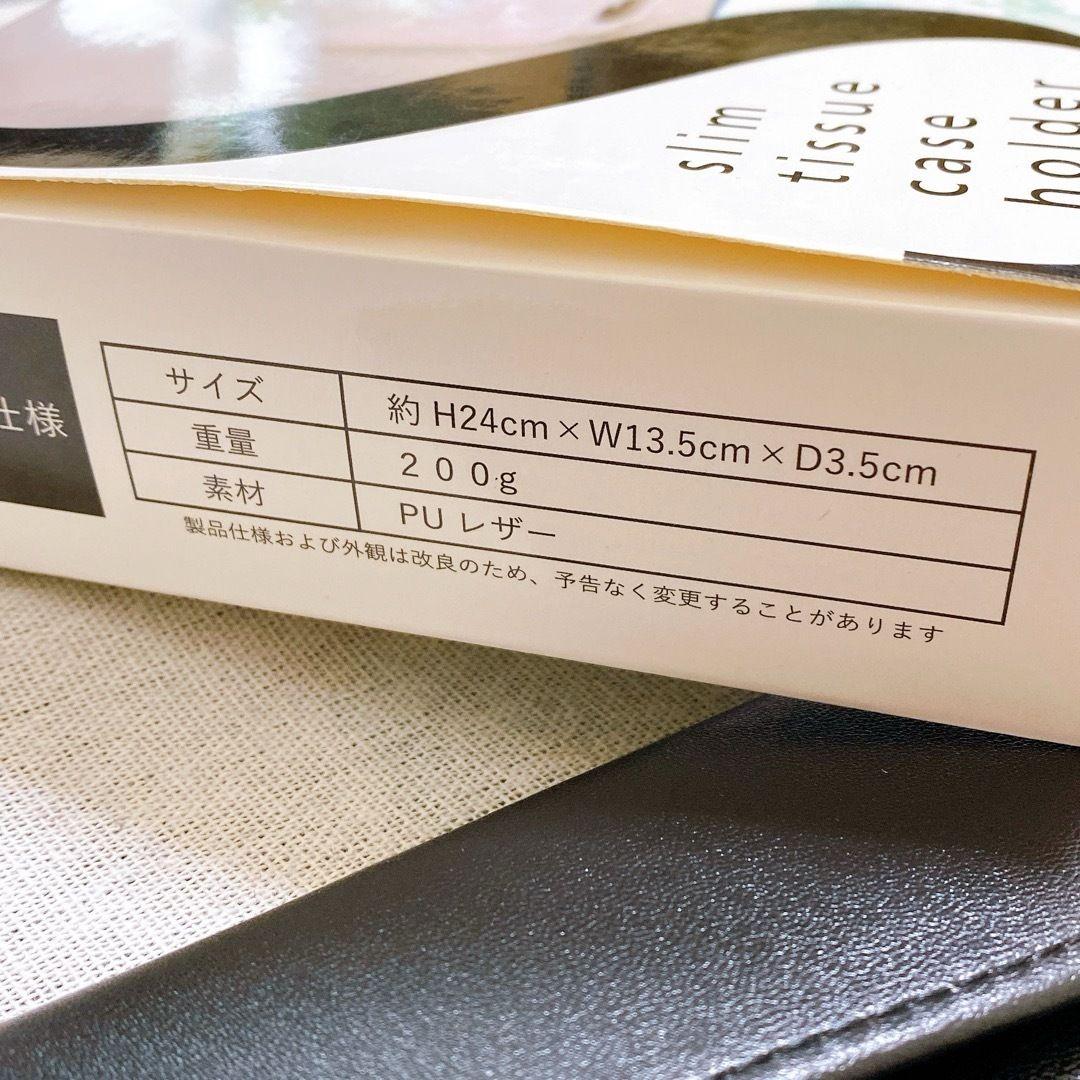 slim
tissue
case
holder
仕様
サイズ 約 H24cm×W13.5cm×D3.5cm
重量 ２００g
素材 PU レザー
製品仕様および外観は改良のため、予告なく変更することがあります